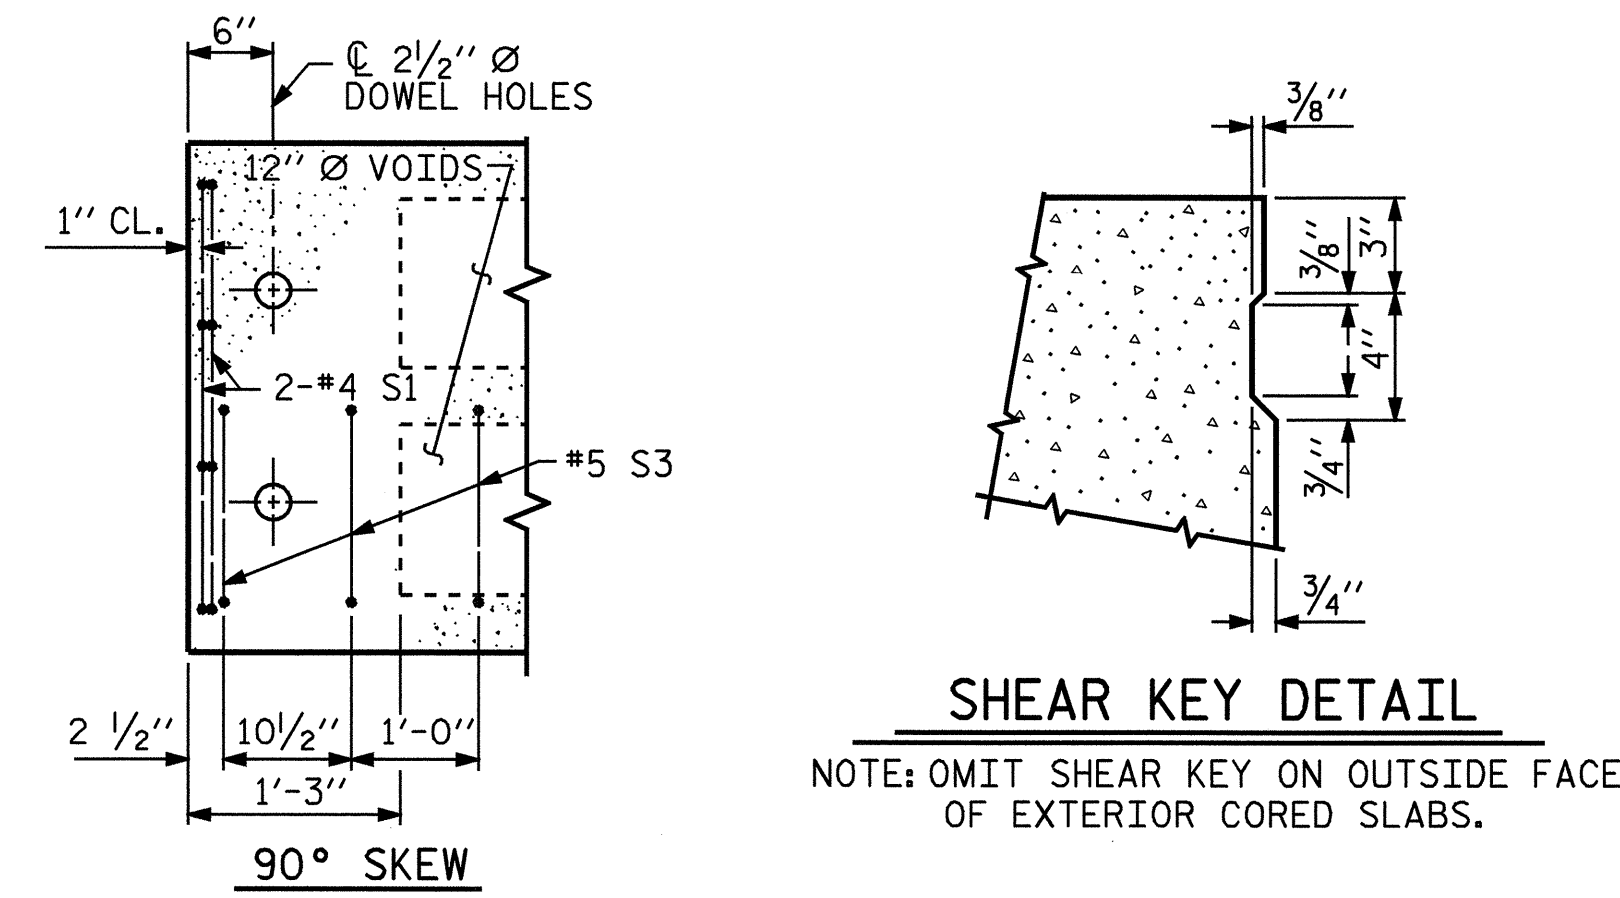 6"
℄ 2½" Ø
DOWEL HOLES
12" Ø VOIDS
1" CL.
2-#4 S1
#5 S3
2 ½"
10½"
1'-0"
1'-3"
90° SKEW
3/8"
3/8"
3"
4"
3/4"
3/4"
SHEAR KEY DETAIL
NOTE: OMIT SHEAR KEY ON OUTSIDE FACE
OF EXTERIOR CORED SLABS.